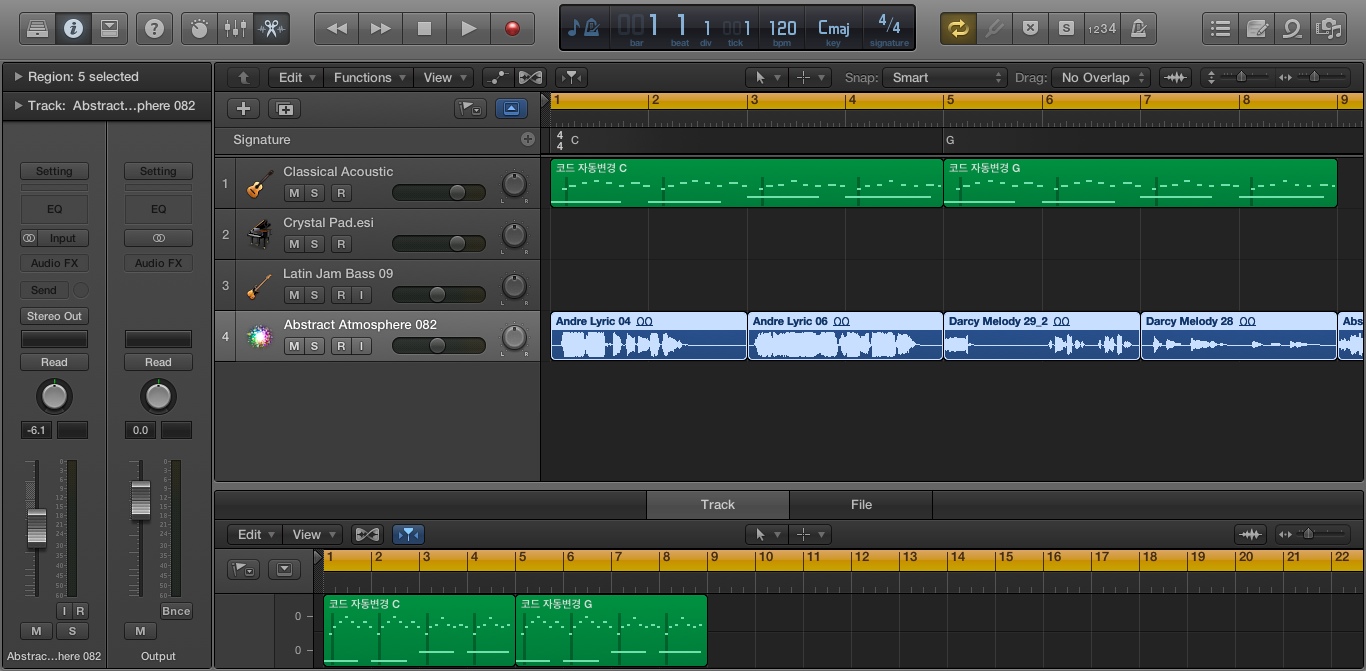 1234
001 1 1 001 120 Cmaj 4/4
bar beat div tick bpm key signature
Region: 5 selected
Track: Abstract...phere 082
Edit Functions View Snap: Smart Drag: No Overlap
1 2 3 4 5 6 7 8 9
Signature 4 4 C G
1 Classical Acoustic
M S R
L R
코드 자동변경 C 코드 자동변경 G
2 Crystal Pad.esi
M S R
L R
3 Latin Jam Bass 09
M S R I
L R
4 Abstract Atmosphere 082
M S R I
L R
Andre Lyric 04 Andre Lyric 06 Darcy Melody 29_2 Darcy Melody 28 Abs
Setting Setting
EQ EQ
Input
Audio FX Audio FX
Send
Stereo Out
Read Read
-6.1 0.0
I R Bnce
M S M
Abstrac...here 082 Output
Track File
Edit View
1 2 3 4 5 6 7 8 9 10 11 12 13 14 15 16 17 18 19 20 21 22
코드 자동변경 C 코드 자동변경 G
0
0